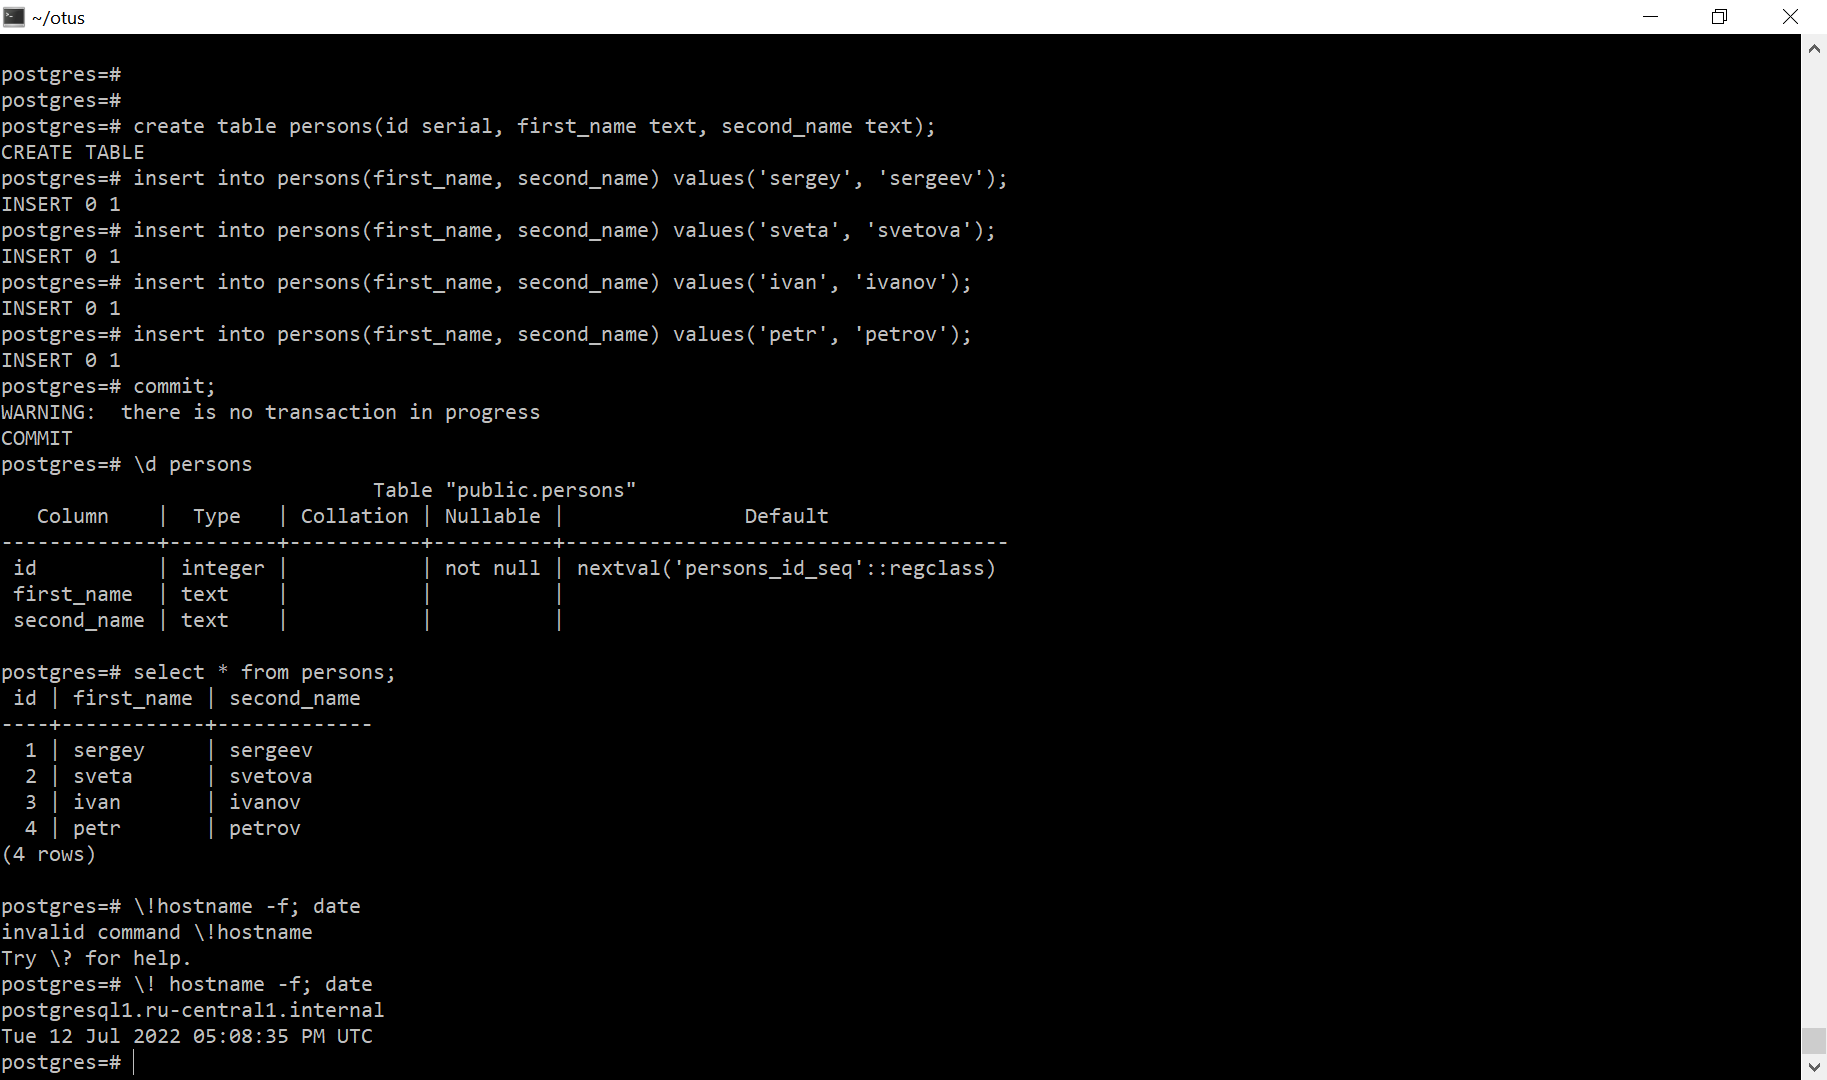 ~/otus
postgres=#
postgres=#
postgres=# create table persons(id serial, first_name text, second_name text);
CREATE TABLE
postgres=# insert into persons(first_name, second_name) values('sergey', 'sergeev');
INSERT 0 1
postgres=# insert into persons(first_name, second_name) values('sveta', 'svetova');
INSERT 0 1
postgres=# insert into persons(first_name, second_name) values('ivan', 'ivanov');
INSERT 0 1
postgres=# insert into persons(first_name, second_name) values('petr', 'petrov');
INSERT 0 1
postgres=# commit;
WARNING:  there is no transaction in progress
COMMIT
postgres=# \d persons
                               Table "public.persons"
   Column    |  Type   | Collation | Nullable |               Default
-------------+---------+-----------+----------+-------------------------------------
 id          | integer |           | not null | nextval('persons_id_seq'::regclass)
 first_name  | text    |           |          |
 second_name | text    |           |          |
postgres=# select * from persons;
 id | first_name | second_name
----+------------+-------------
  1 | sergey     | sergeev
  2 | sveta      | svetova
  3 | ivan       | ivanov
  4 | petr       | petrov
(4 rows)
postgres=# \!hostname -f; date
invalid command \!hostname
Try \? for help.
postgres=# \! hostname -f; date
postgresql1.ru-central1.internal
Tue 12 Jul 2022 05:08:35 PM UTC
postgres=#